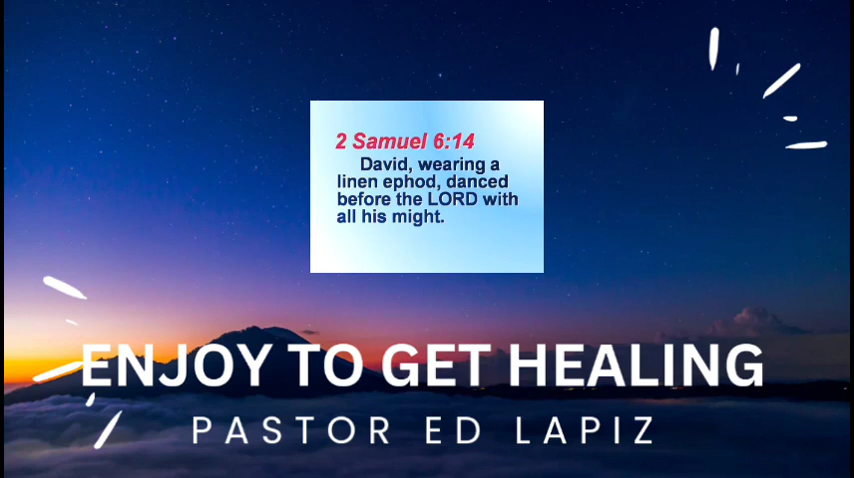 2 Samuel 6:14
David, wearing a
linen ephod, danced
before the LORD with
all his might.
ENJOY TO GET HEALING
PASTOR ED LAPIZ